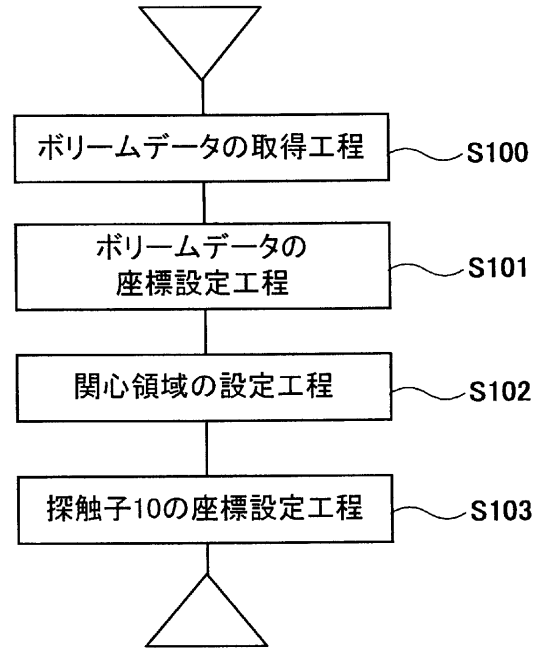 ボリームデータの取得工程
S100
ボリームデータの
座標設定工程
S101
関心領域の設定工程
S102
探触子10の座標設定工程
S103